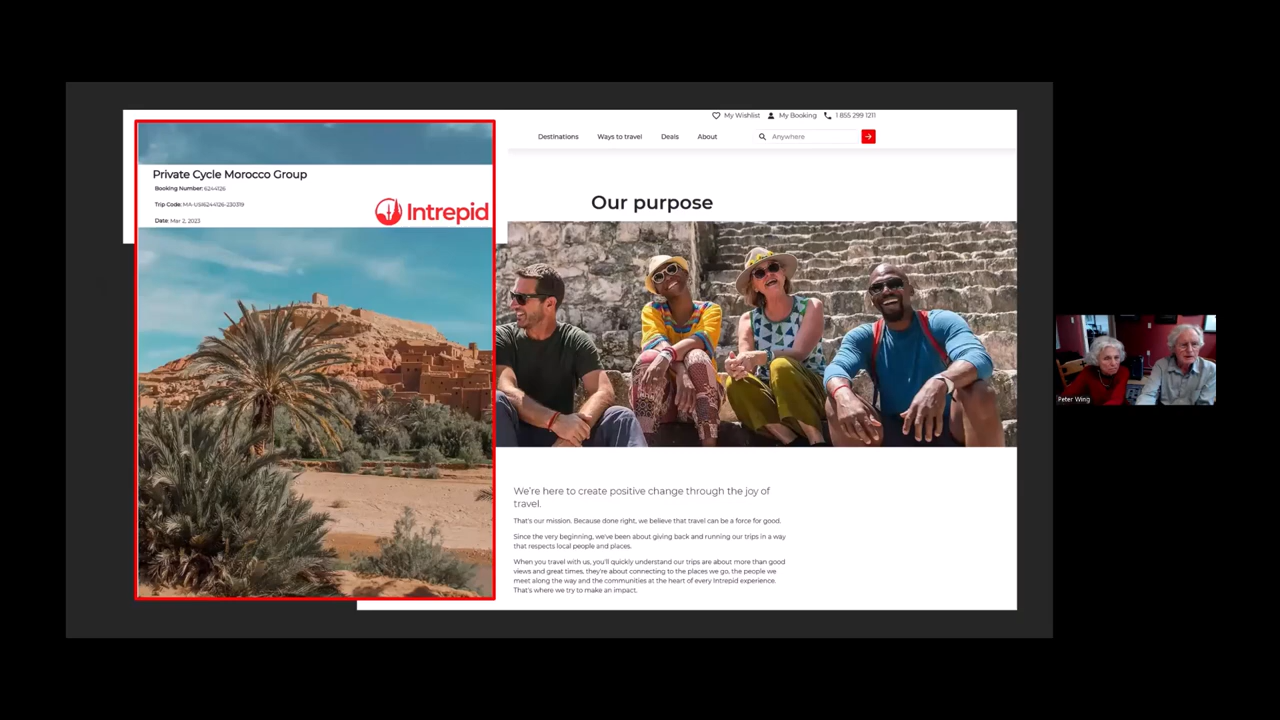 Private Cycle Morocco Group
Booking Number: 6244126
Trip Code: MA-USI6244126-230319
Date: Mar 2, 2023
Intrepid
My Wishlist
My Booking
1 855 299 1211
Destinations
Ways to travel
Deals
About
Anywhere
Our purpose
We're here to create positive change through the joy of
travel.
That's our mission. Because done right, we believe that travel can be a force for good.
Since the very beginning, we've been about giving back and running our trips in a way
that respects local people and places.
When you travel with us, you'll quickly understand our trips are about more than good
views and great times, they're about connecting to the places we go, the people we
meet along the way and the communities at the heart of every Intrepid experience.
That's where we try to make an impact.
Peter Wing